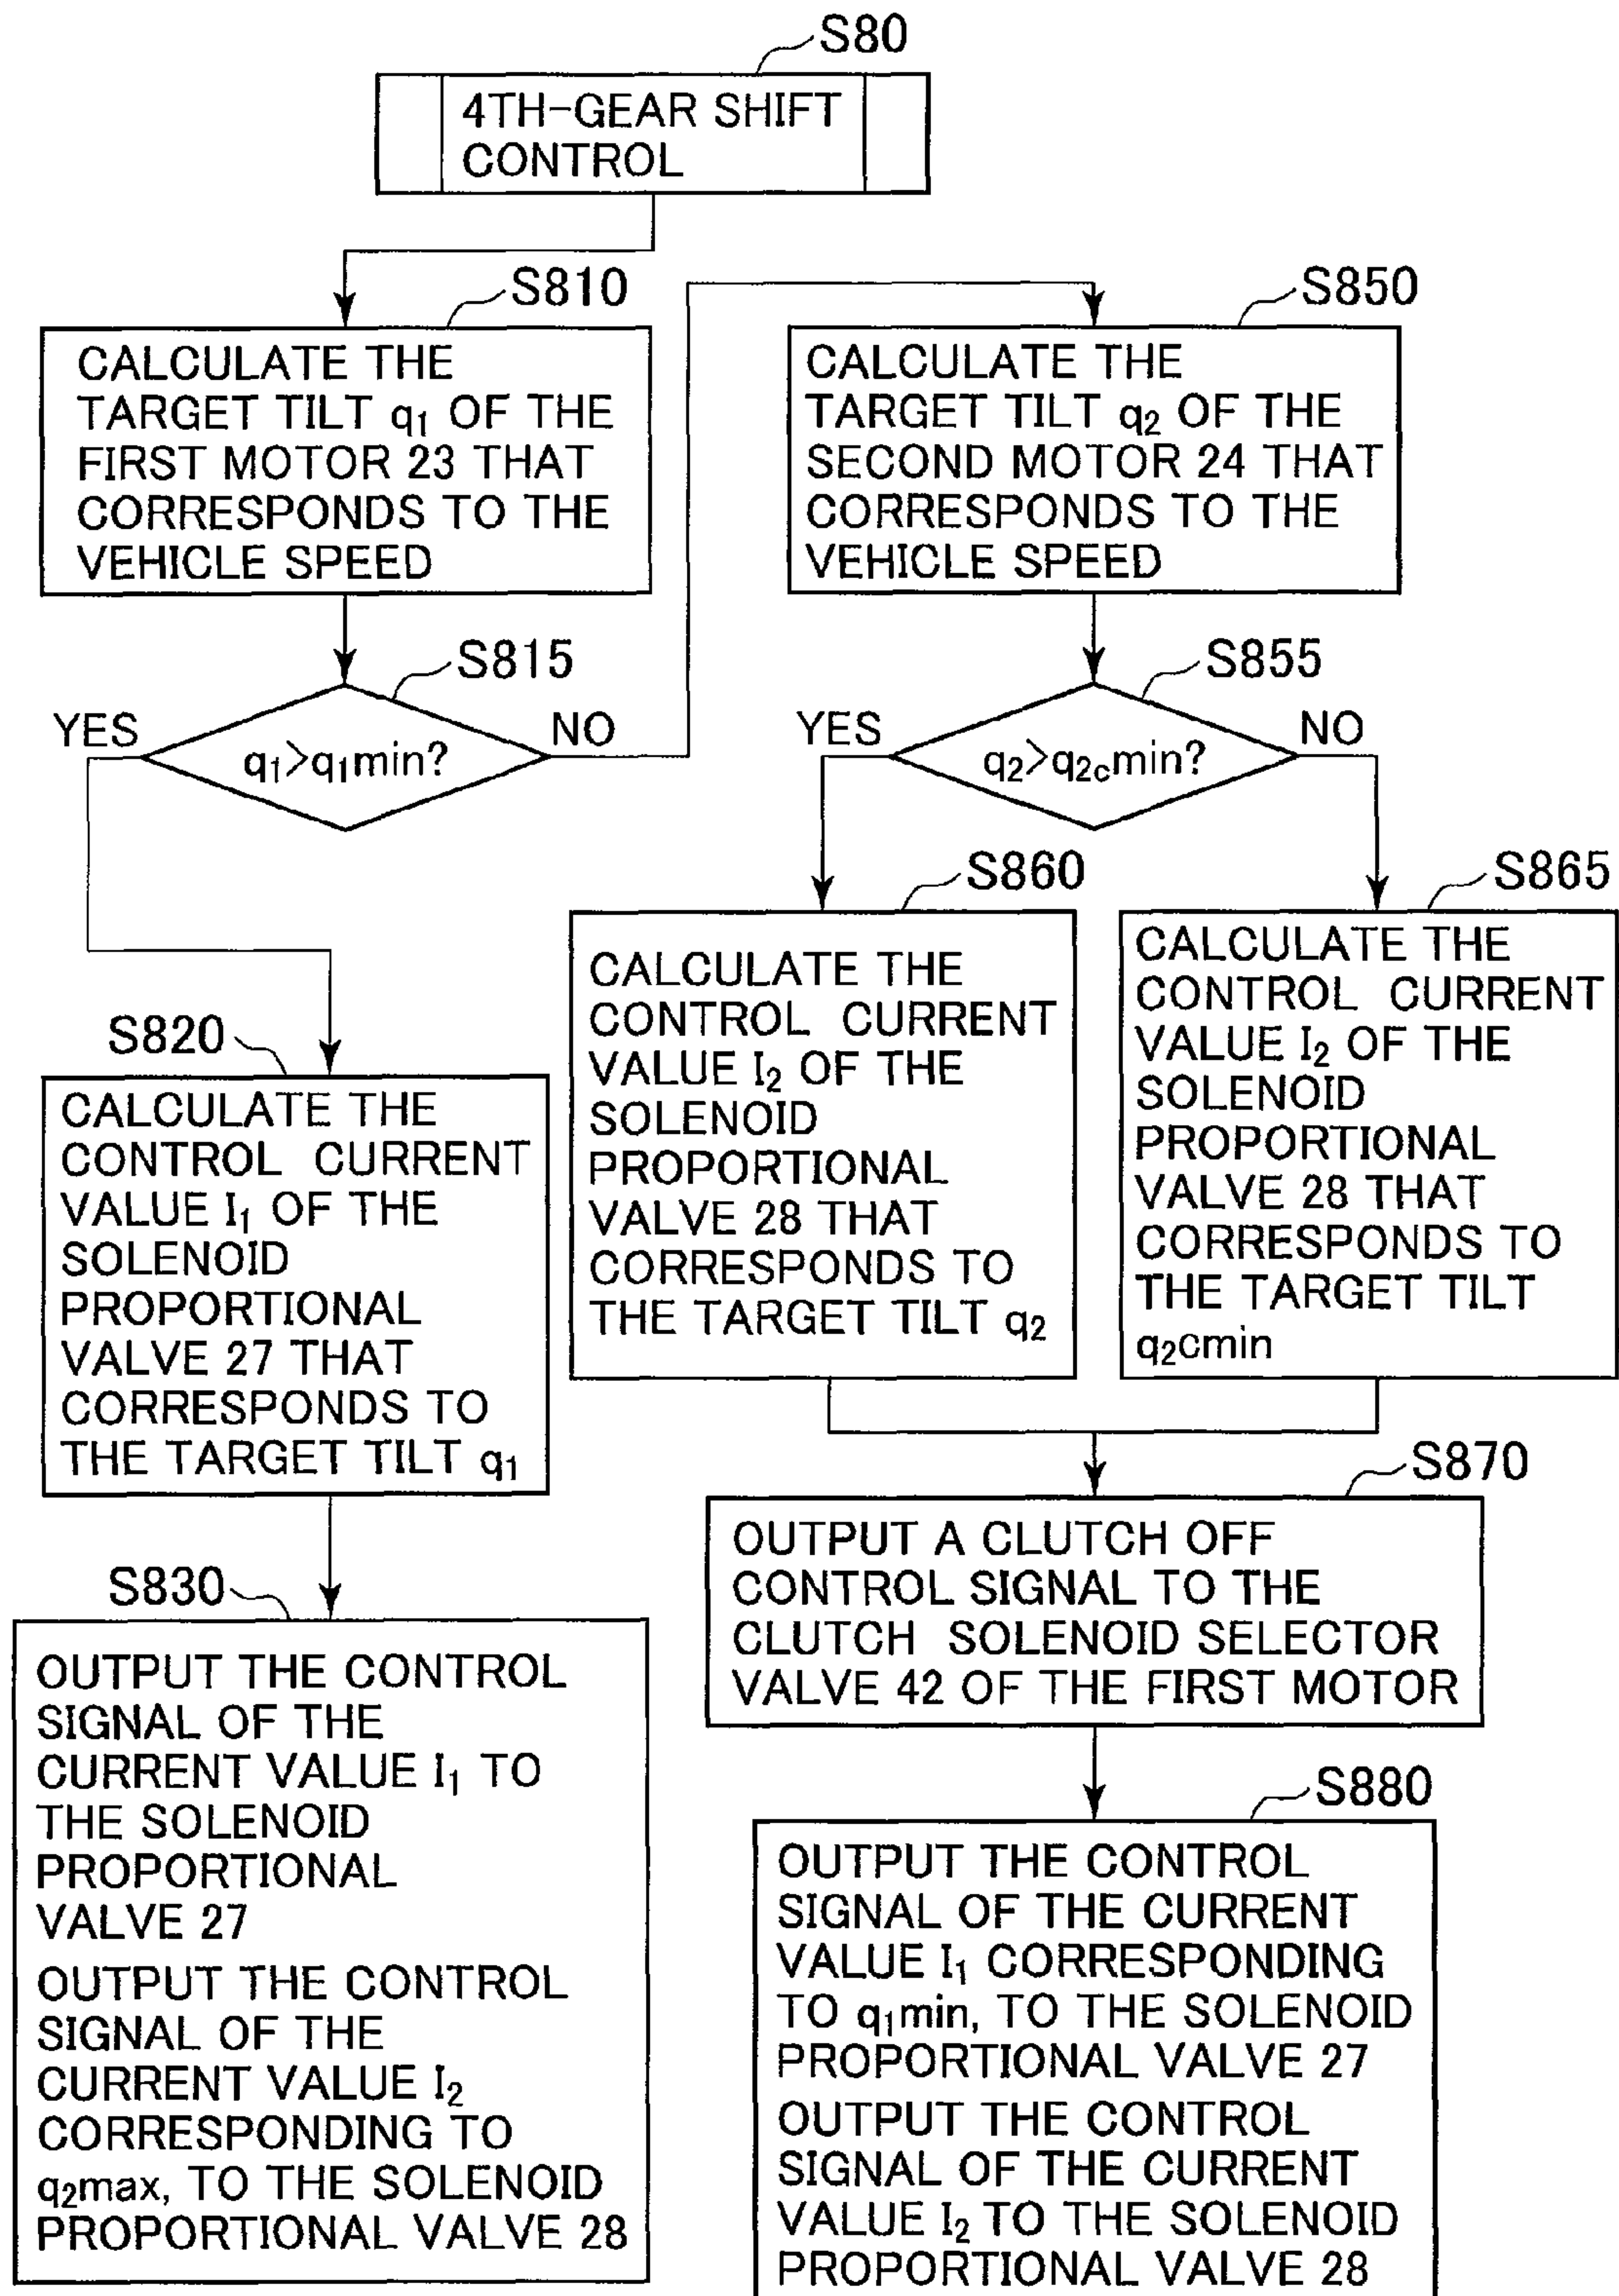 S80
4TH-GEAR SHIFT
CONTROL
S810
CALCULATE THE
TARGET TILT q₁ OF THE
FIRST MOTOR 23 THAT
CORRESPONDS TO THE
VEHICLE SPEED
S815
YES
q₁>q₁min?
NO
S820
CALCULATE THE
CONTROL CURRENT
VALUE I₁ OF THE
SOLENOID
PROPORTIONAL
VALVE 27 THAT
CORRESPONDS TO
THE TARGET TILT q₁
S830
OUTPUT THE CONTROL
SIGNAL OF THE
CURRENT VALUE I₁ TO
THE SOLENOID
PROPORTIONAL
VALVE 27
OUTPUT THE CONTROL
SIGNAL OF THE
CURRENT VALUE I₂
CORRESPONDING TO
q₂max, TO THE SOLENOID
PROPORTIONAL VALVE 28
S850
CALCULATE THE
TARGET TILT q₂ OF THE
SECOND MOTOR 24 THAT
CORRESPONDS TO THE
VEHICLE SPEED
S855
YES
q₂>q₂cmin?
NO
S860
CALCULATE THE
CONTROL CURRENT
VALUE I₂ OF THE
SOLENOID
PROPORTIONAL
VALVE 28 THAT
CORRESPONDS TO
THE TARGET TILT q₂
S865
CALCULATE THE
CONTROL CURRENT
VALUE I₂ OF THE
SOLENOID
PROPORTIONAL
VALVE 28 THAT
CORRESPONDS TO
THE TARGET TILT
q₂cmin
S870
OUTPUT A CLUTCH OFF
CONTROL SIGNAL TO THE
CLUTCH SOLENOID SELECTOR
VALVE 42 OF THE FIRST MOTOR
S880
OUTPUT THE CONTROL
SIGNAL OF THE CURRENT
VALUE I₁ CORRESPONDING
TO q₁min, TO THE SOLENOID
PROPORTIONAL VALVE 27
OUTPUT THE CONTROL
SIGNAL OF THE CURRENT
VALUE I₂ TO THE SOLENOID
PROPORTIONAL VALVE 28